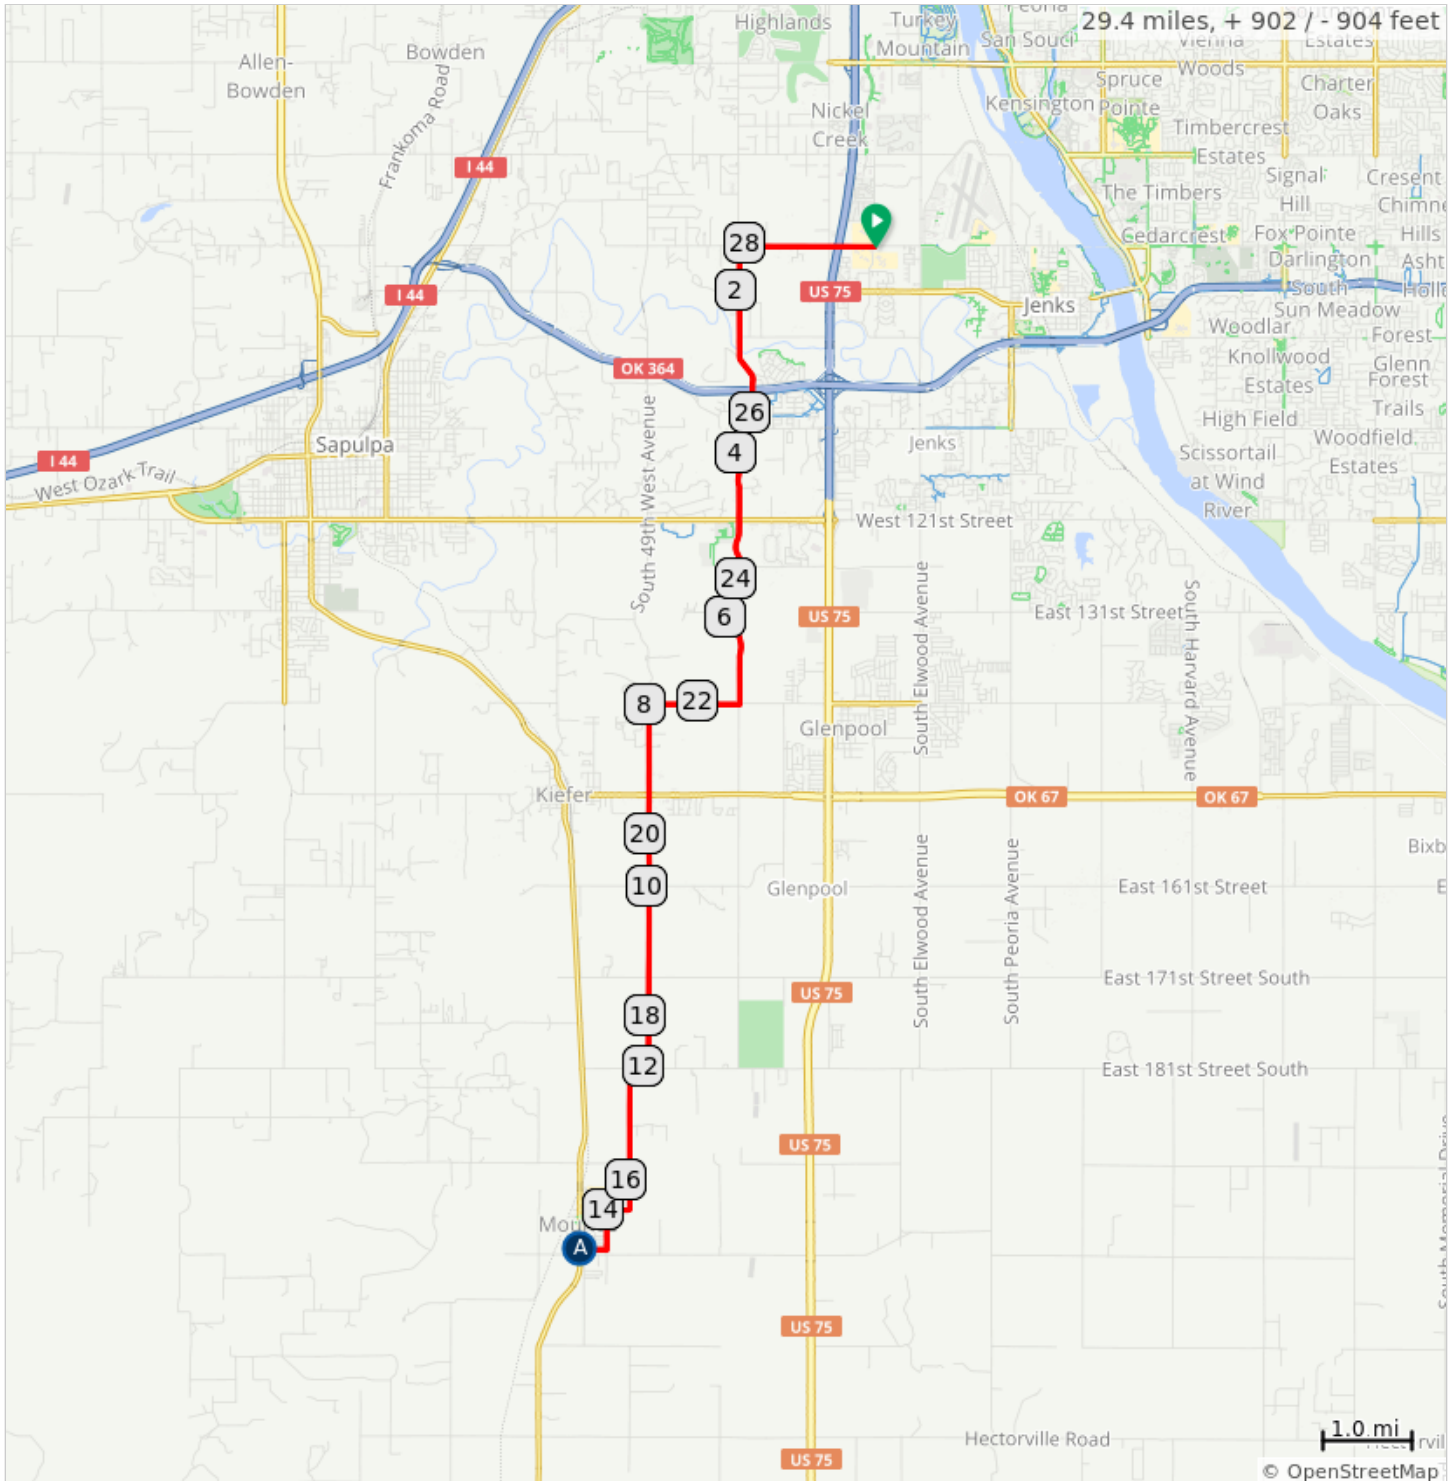 29.4 miles, + 902 / - 904 feet
Highlands
Turkey
Mountain
San Souci
Vienna
Woods
Estates
Bowden
Allen-
Bowden
Frankoma Road
Nickel
Creek
Kensington
Spruce
Pointe
Charter
Oaks
Timbercrest
Estates
I 44
The Timbers
Signal
Hill
Cresent
Chimne
Hills
Cedarcrest
Fox Pointe
Darlington
South
Asht
28
2
I 44
US 75
Jenks
Sun Meadow
Woodlar
Forest
Knollwood
Estates
Glenn
Forest
Trails
OK 364
26
4
High Field
Woodfield
Estates
Jenks
Scissortail
at Wind
River
Sapulpa
I 44
West Ozark Trail
South 49th West Avenue
West 121st Street
24
6
US 75
South Elwood Avenue
East 131st Street
South Harvard Avenue
8
22
Glenpool
Kiefer
OK 67
OK 67
20
10
Glenpool
South Elwood Avenue
South Peoria Avenue
Bixb
East 161st Street
E
East 171st Street South
US 75
18
12
East 181st Street South
US 75
16
14
A
US 75
1.0 mi
Hectorville Road
US 75
© OpenStreetMap